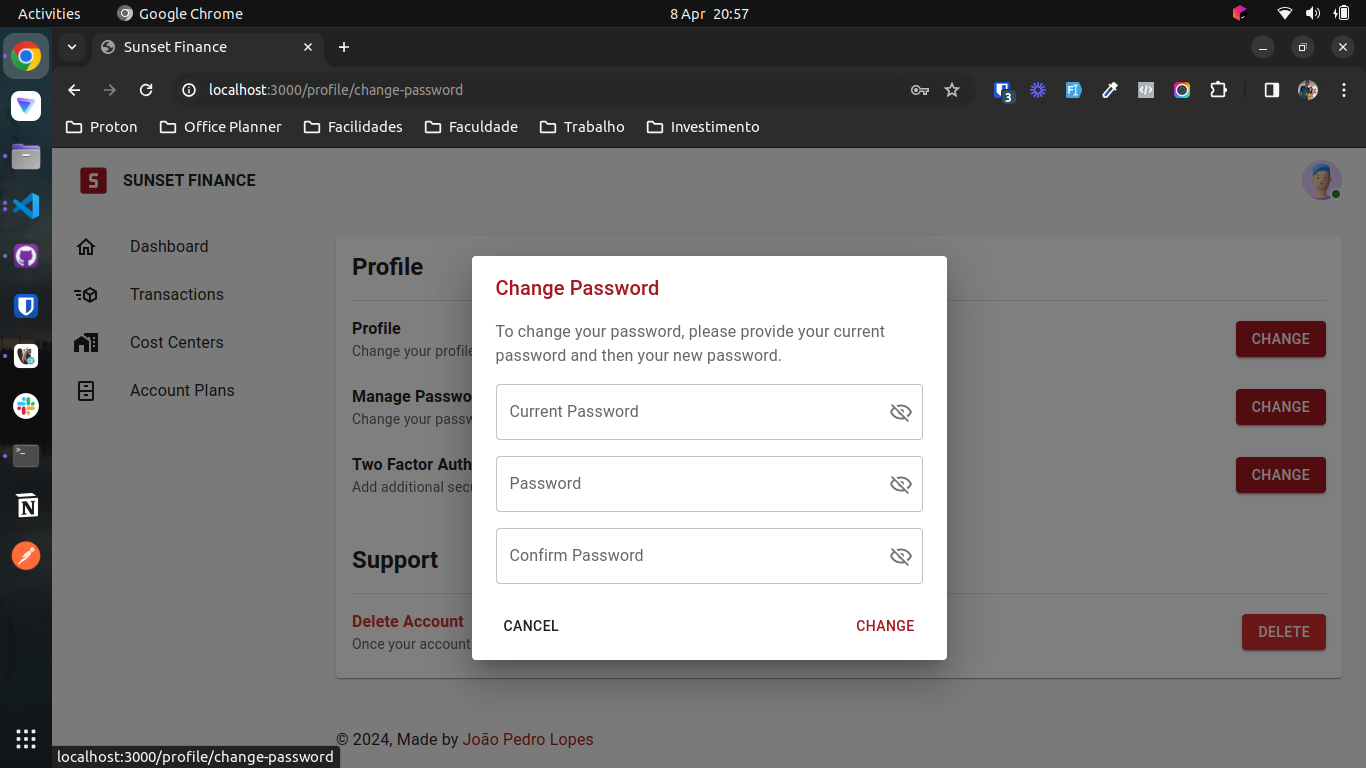 Activities
Google Chrome
8 Apr 20:57
Sunset Finance
localhost:3000/profile/change-password
3
Proton
Office Planner
Facilidades
Faculdade
Trabalho
Investimento
S
SUNSET FINANCE
Dashboard
Transactions
Cost Centers
Account Plans
Profile
Profile
Change your profile
CHANGE
Manage Passwo
Change your passw
CHANGE
Two Factor Auth
Add additional secu
CHANGE
Support
Delete Account
Once your account
DELETE
Change Password
To change your password, please provide your current
password and then your new password.
Current Password
Password
Confirm Password
CANCEL
CHANGE
© 2024, Made by João Pedro Lopes
localhost:3000/profile/change-password